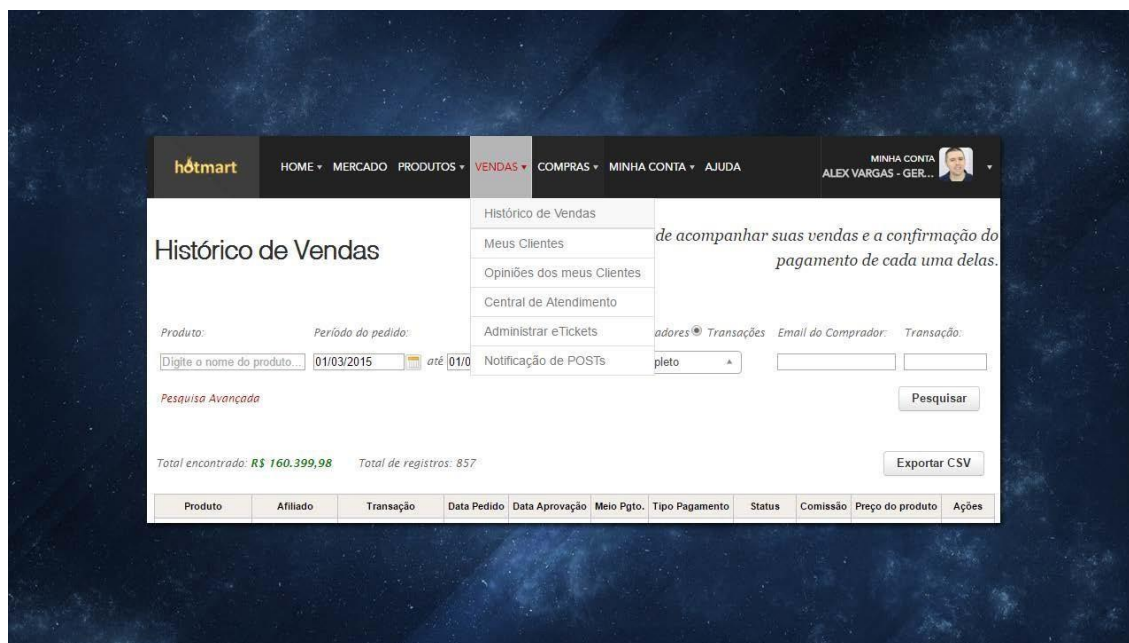 hotmart HOME MERCADO PRODUTOS VENDAS COMPRAS MINHA CONTA AJUDA MINHA CONTA
ALEX VARGAS - GER...
Histórico de Vendas
Meus Clientes
Opiniões dos meus Clientes
Central de Atendimento
Administrar eTickets
Notificação de POSTs
Histórico de Vendas
de acompanhar suas vendas e a confirmação do
pagamento de cada uma delas.
Produto: Período do pedido: Transações Email do Comprador: Transação:
Digite o nome do produto... 01/03/2015 até
Pesquisa Avançada Pesquisar
Total encontrado: R$ 160.399,98 Total de registros: 857 Exportar CSV
Produto Afiliado Transação Data Pedido Data Aprovação Meio Pgto. Tipo Pagamento Status Comissão Preço do produto Ações